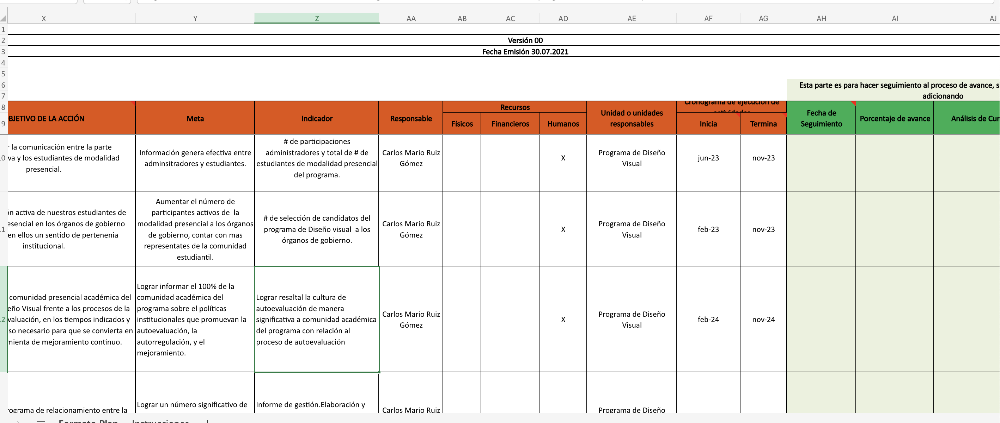 X Y Z AA AB AC AD AE AF AG AH AI AJ
1
2 Versión 00
3 Fecha Emisión 30.07.2021
4
5
6 Esta parte es para hacer seguimiento al proceso de avance,
7 adicionando
8
9
BJETIVO DE LA ACCIÓN
Meta
Indicador
Responsable
Recursos
Físicos
Financieros
Humanos
Unidad o unidades
responsables
Cronograma de ejecución de
actividades
Inicia
Termina
Fecha de
Seguimiento
Porcentaje de avance
Análisis de
la comunicación entre la parte
va y los estudiantes de modalidad
presencial.
Información genera efectiva entre
adminsitradores y estudiantes.
# de participaciones
administradores y total de # de
estudiantes de modalidad presencial
del programa.
Carlos Mario Ruiz
Gómez
X
Programa de Diseño
Visual
jun-23
nov-23
ón activa de nuestros estudiantes de
esencial en los órganos de gobierno
en ellos un sentido de pertenenia
institucional.
Aumentar el número de
participantes activos de  la
modalidad presencial a los órganos
de gobierno, contar con mas
representates de la comunidad
estudiantil.
# de selección de candidatos del
programa de Diseño visual  a los
órganos de gobierno.
Carlos Mario Ruiz
Gómez
X
Programa de Diseño
Visual
feb-23
nov-23
comunidad presencial académica del
eño Visual frente a los procesos de la
valuación, en los tiempos indicados y
so necesario para que se convierta en
mienta de mejoramiento continuo.
Lograr informar el 100% de la
comunidad académica del
programa sobre el políticas
institucionales que promuevan la
autoevaluación, la
autorregulación, y el
mejoramiento.
Lograr resaltal la cultura de
autoevaluación de manera
significativa a comunidad académica
del programa con relación al
proceso de autoevaluación
Carlos Mario Ruiz
Gómez
X
Programa de Diseño
Visual
feb-24
nov-24
rograma de relacionamiento entre la
Lograr un número significativo de
Informe de gestión.Elaboración y
Carlos Mario Ruiz
Programa de Diseño
Formato Plan Instrucciones